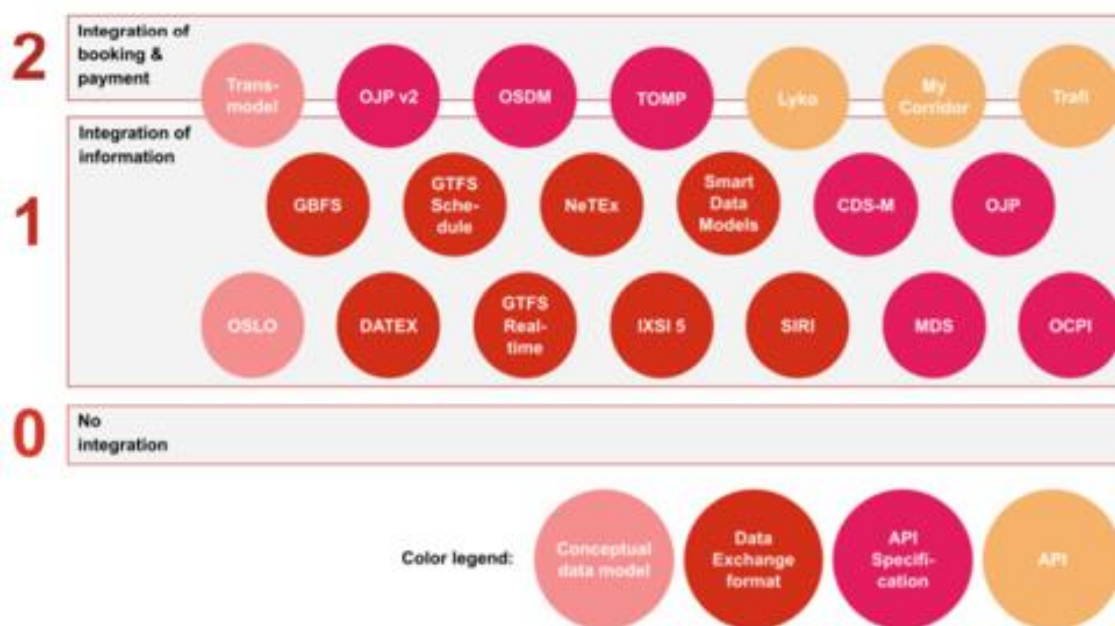 2
Integration of
booking &
payment
Trans-
model
OJP v2
OSDM
TOMP
Lyko
My
Corridor
Trafi
1
Integration of
information
GBFS
GTFS
Sche-
dule
NeTEx
Smart
Data
Models
CDS-M
OJP
OSLO
DATEX
GTFS
Real-
time
IXSI 5
SIRI
MDS
OCPI
0
No
integration
Color legend:
Conceptual
data model
Data
Exchange
format
API
Specifi-
cation
API